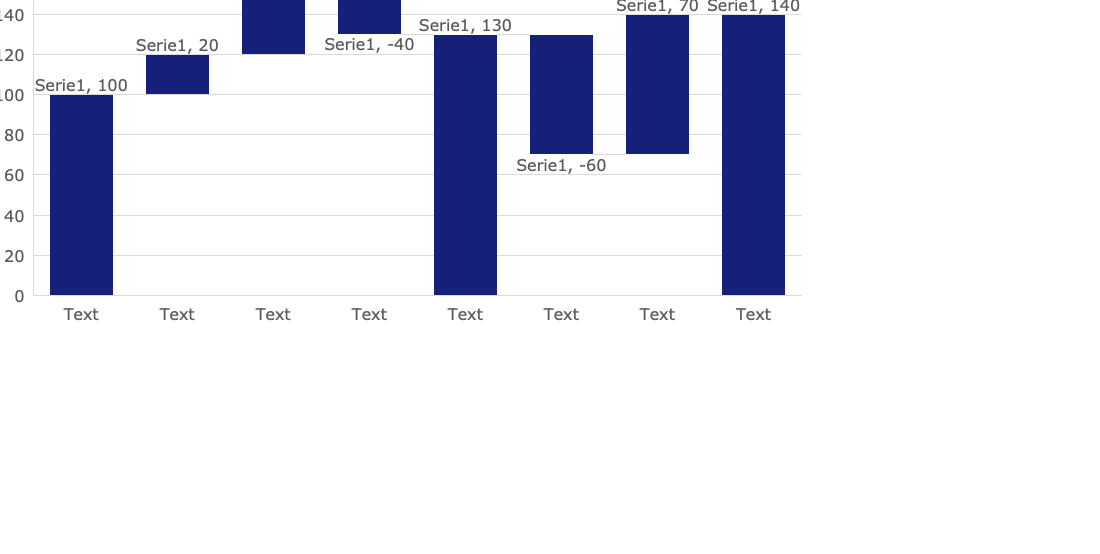 Serie1, 70 Serie1, 140
140
Serie1, 130
Serie1, 20
Serie1, -40
120
Serie1, 100
100
80
Serie1, -60
60
40
20
0
Text Text Text Text Text Text Text Text